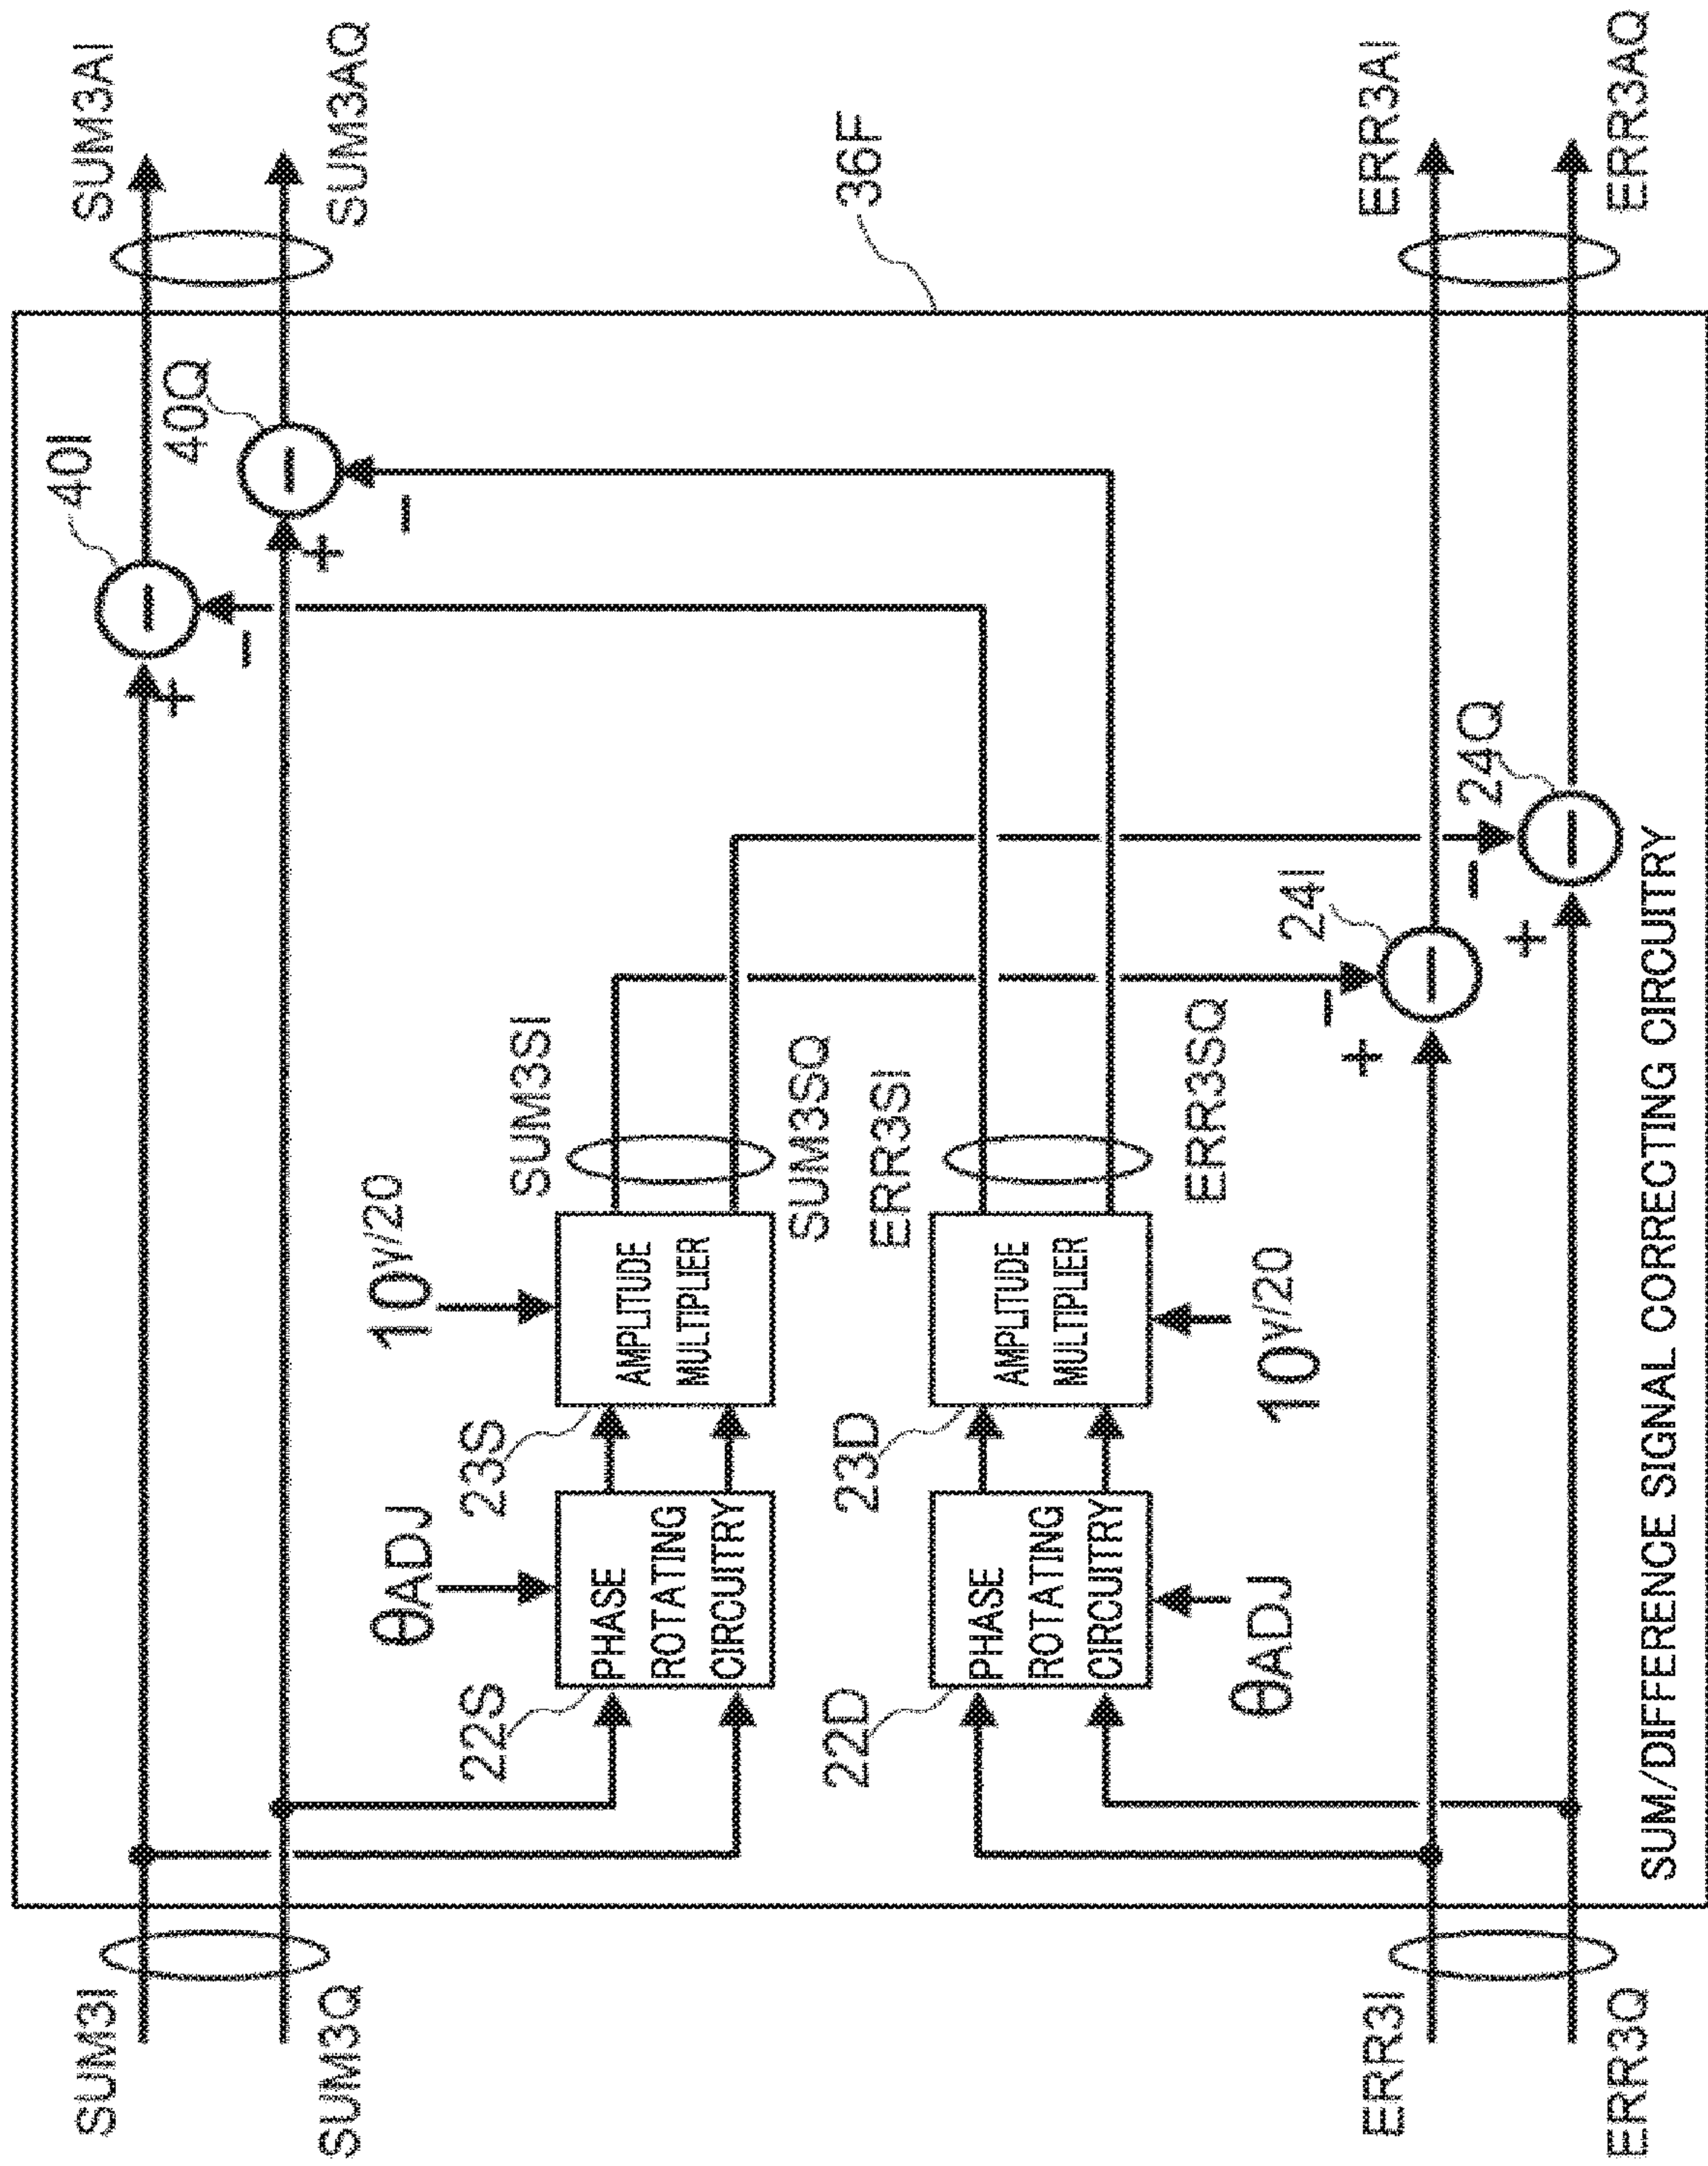 SUM3I
SUM3Q
SUM3AI
SUM3AQ
40I
40Q
+
−
−
+
−
−
36F
θADJ
10γ/20
22S
23S
PHASE
ROTATING
CIRCUITRY
AMPLITUDE
MULTIPLIER
SUM3SI
SUM3SQ
22D
23D
PHASE
ROTATING
CIRCUITRY
AMPLITUDE
MULTIPLIER
ERR3SI
ERR3SQ
θADJ
10γ/20
24I
24Q
+
−
−
+
−
−
ERR3I
ERR3Q
ERR3AI
ERR3AQ
SUM/DIFFERENCE SIGNAL CORRECTING CIRCUITRY